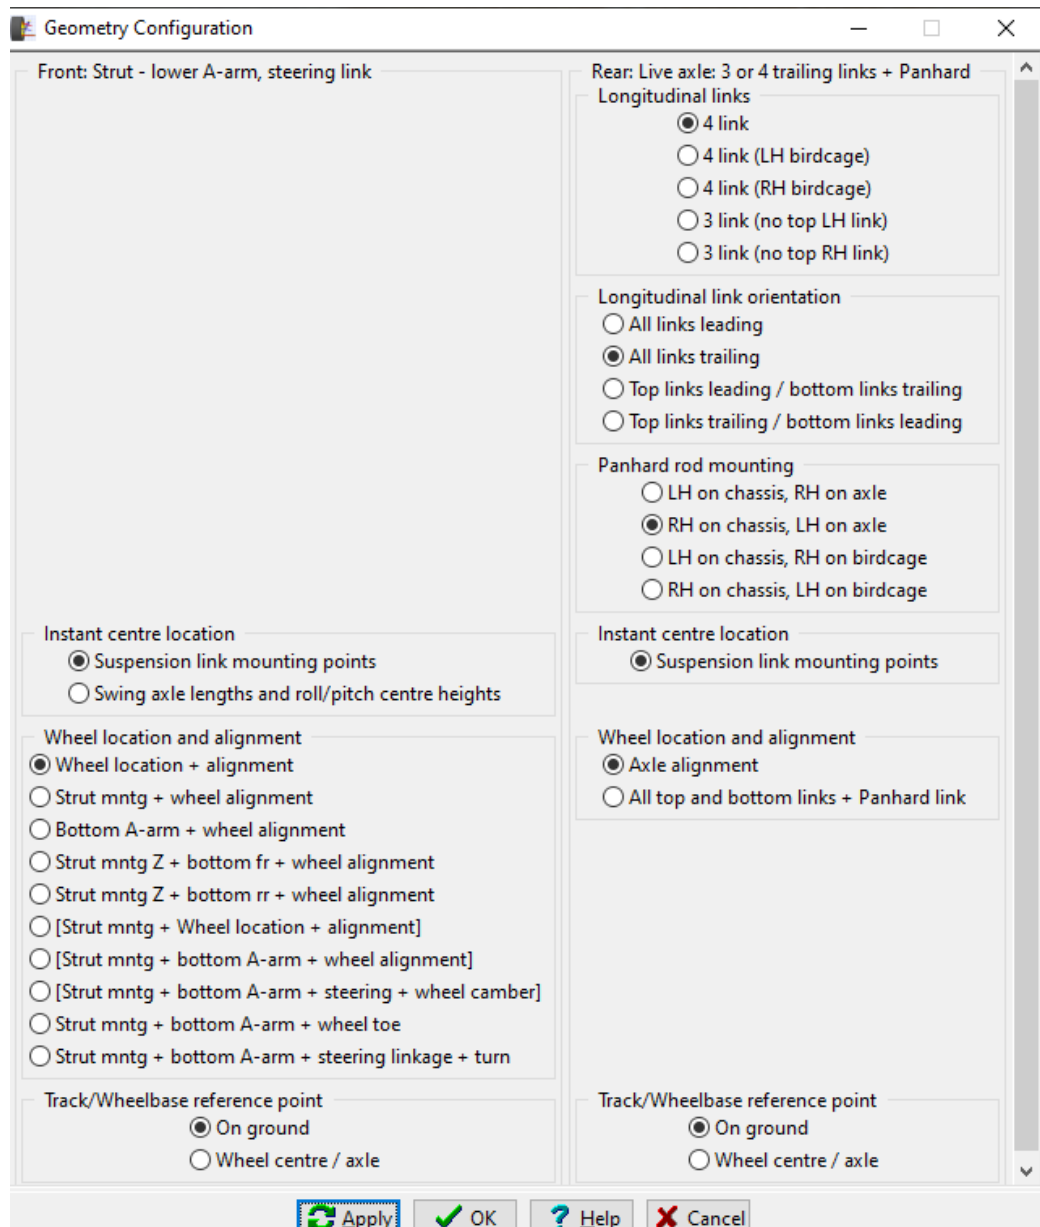 Geometry Configuration
Front: Strut - lower A-arm, steering link
Rear: Live axle: 3 or 4 trailing links + Panhard
Longitudinal links
4 link
4 link (LH birdcage)
4 link (RH birdcage)
3 link (no top LH link)
3 link (no top RH link)
Longitudinal link orientation
All links leading
All links trailing
Top links leading / bottom links trailing
Top links trailing / bottom links leading
Panhard rod mounting
LH on chassis, RH on axle
RH on chassis, LH on axle
LH on chassis, RH on birdcage
RH on chassis, LH on birdcage
Instant centre location
Suspension link mounting points
Swing axle lengths and roll/pitch centre heights
Instant centre location
Suspension link mounting points
Wheel location and alignment
Wheel location + alignment
Strut mntg + wheel alignment
Bottom A-arm + wheel alignment
Strut mntg Z + bottom fr + wheel alignment
Strut mntg Z + bottom rr + wheel alignment
[Strut mntg + Wheel location + alignment]
[Strut mntg + bottom A-arm + wheel alignment]
[Strut mntg + bottom A-arm + steering + wheel camber]
Strut mntg + bottom A-arm + wheel toe
Strut mntg + bottom A-arm + steering linkage + turn
Wheel location and alignment
Axle alignment
All top and bottom links + Panhard link
Track/Wheelbase reference point
On ground
Wheel centre / axle
Track/Wheelbase reference point
On ground
Wheel centre / axle
Apply
OK
Help
Cancel